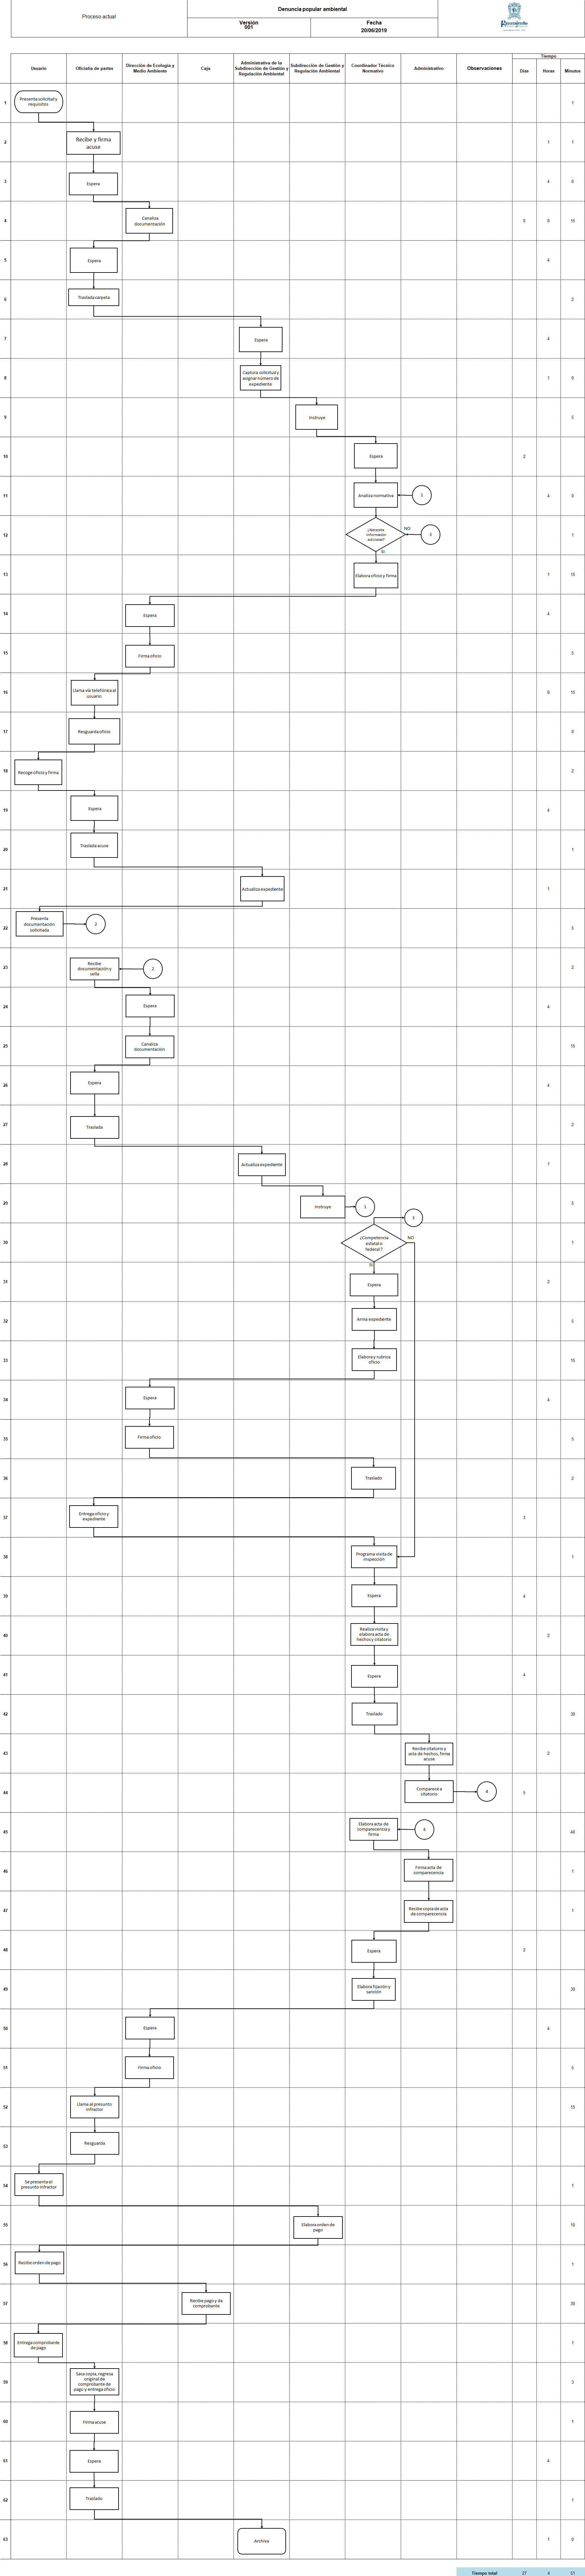 Proceso actual
Denuncia popular ambiental
Versión
001
Fecha
20/06/2019
Tiempo
Usuario
Oficialía de partes
Dirección de Ecología y
Medio Ambiente
Caja
Administrativa de la
Subdirección de Gestión y
Regulación Ambiental
Subdirección de Gestión y
Regulación Ambiental
Coordinador Técnico
Normativo
Administrativo
Observaciones
Días
Horas
Minutos
1
Presenta solicitud y
requisitos
1
2
Recibe y firma
acuse
1
1
3
Espera
4
0
4
Canaliza
documentación
0
0
15
5
Espera
4
6
Traslada carpeta
2
7
Espera
4
8
Captura solicitud y
asignar número de
expediente
1
0
9
Instruye
5
10
Espera
2
11
Analiza normativa
1
4
0
12
¿Necesita
información
adicional?
NO
3
SI
1
13
Elabora oficio y firma
1
15
14
Espera
4
15
Firma oficio
3
16
Llama vía telefónica al
usuario
0
15
17
Resguarda oficio
0
18
Recoge oficio y firma
2
19
Espera
4
20
Traslada acuse
1
21
Actualiza expediente
1
22
Presenta
documentación
solicitada
2
5
23
Recibe
documentación y
sella
2
2
24
Espera
4
25
Canaliza
documentación
15
26
Espera
4
27
Traslada
2
28
Actualiza expediente
1
29
Instruye
1
5
3
30
¿Competencia
estatal o
federal ?
NO
SI
1
31
Espera
2
32
Arma expediente
5
33
Elabora y rubrica
oficio
15
34
Espera
4
35
Firma oficio
5
36
Traslado
2
37
Entrega oficio y
expediente
3
38
Programa visita de
inspección
1
39
Espera
4
40
Realiza visita y
elabora acta de
hechos y citatorio
2
41
Espera
4
42
Traslado
30
43
Recibe citatorio y
acta de hechos, firma
acuse
2
44
Comparece a
citatorio
4
5
45
Elabora acta de
comparecencia y
firma
4
40
46
Firma acta de
comparecencia
1
47
Recibe copia de acta
de comparecencia
1
48
Espera
2
49
Elabora fijación y
sanción
30
50
Espera
4
51
Firma oficio
5
52
Llama al presunto
infractor
15
53
Resguarda
54
Se presenta el
presunto infractor
1
55
Elabora orden de
pago
10
56
Recibe orden de pago
1
57
Recibe pago y da
comprobante
30
58
Entrega comprobante
de pago
1
59
Saca copia, regresa
original de
comprobante de
pago y entrega oficio
3
60
Firma acuse
1
61
Espera
4
62
Traslado
1
63
Archiva
1
0
Tiempo total
27
4
51